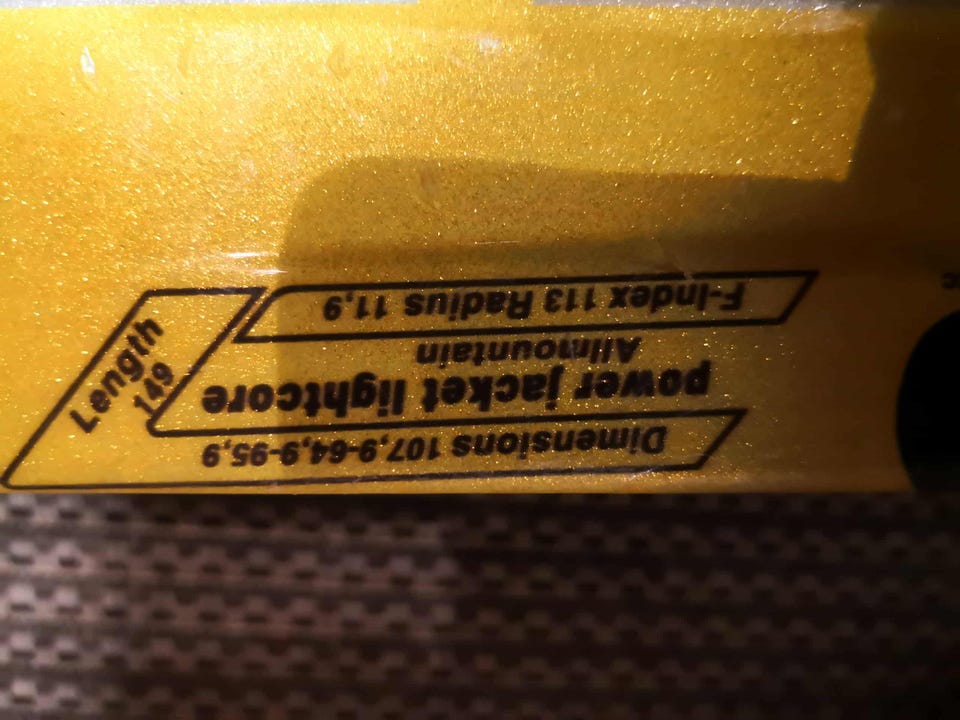 Dimensions 107,9-64,9-95,9
power jacket lightcore
Allmountain
F-Index 113 Radius 11,9
Length
149